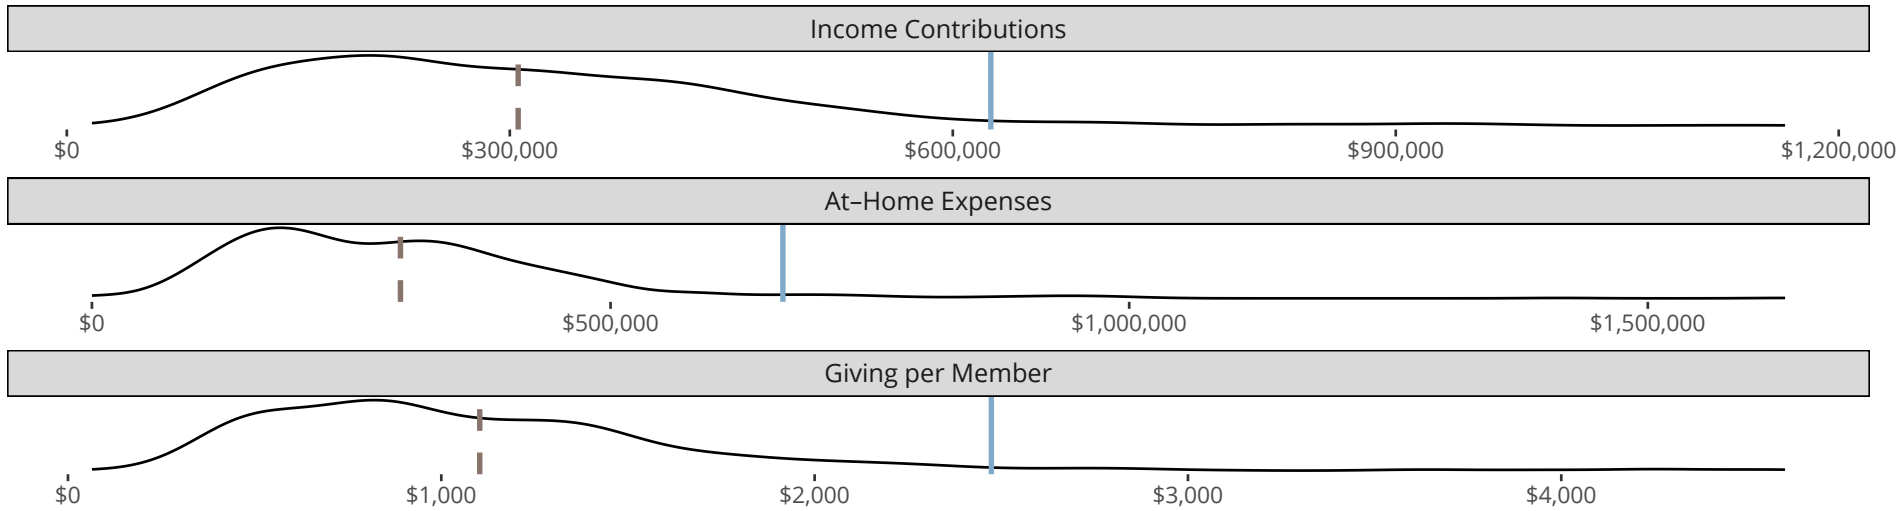 Income Contributions
$0 $300,000 $600,000 $900,000 $1,200,000
At–Home Expenses
$0 $500,000 $1,000,000 $1,500,000
Giving per Member
$0 $1,000 $2,000 $3,000 $4,000